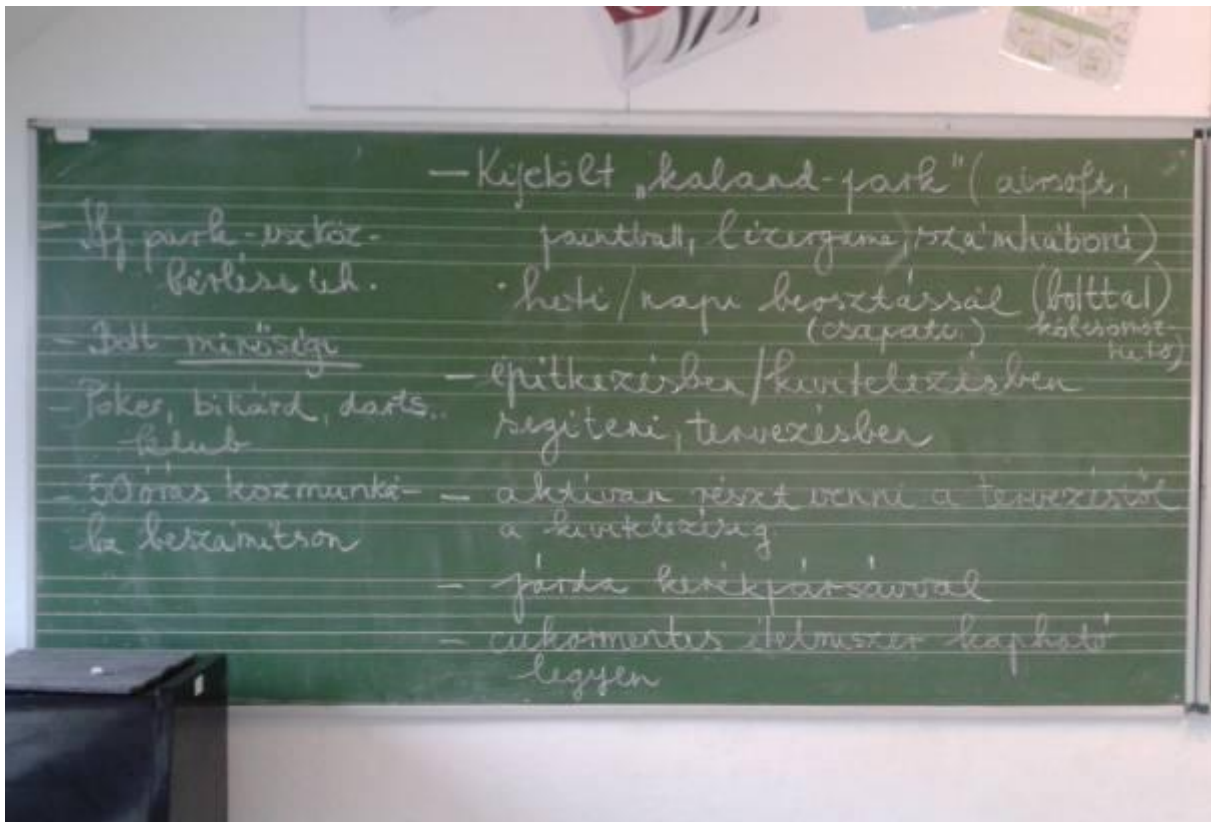 - Ifj park-eszköz-
bérlése ill.
- Bolt minőségi
- Póker, biliárd, darts..
klub
- 50 órás közmunká-
ba beszámítson
- Kijelölt „kaland-park" (airsoft,
paintball, lézergame, számháború)
· heti/napi beosztással (bolttal)
(csapatc.) kölcsönöz-
hető)
- építkezésben/kivitelezésben
segíteni, tervezésben
- aktívan részt venni a tervezéstől
a kivitelezésig
- járda kerékpársávval
- cukormentes élelmiszer kapható
legyen